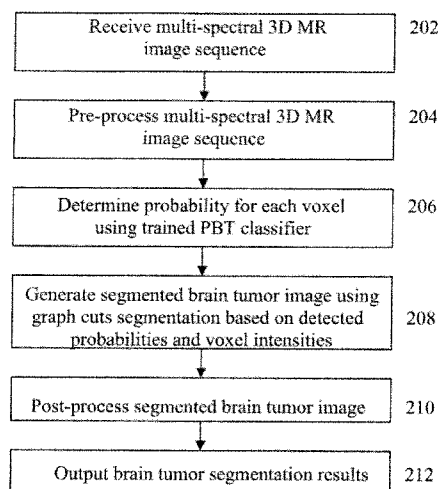 Receive multi-spectral 3D MR 202
image sequence
Pre-process multi-spectral 3D MR
image sequence 204
Determine probability for each voxel 206
using trained PBT classifier
Generate segmented brain tumor image using
graph cuts segmentation based on detected 208
probabilities and voxel intensities
Post-process segmented brain tumor image 210
Output brain tumor segmentation results 212